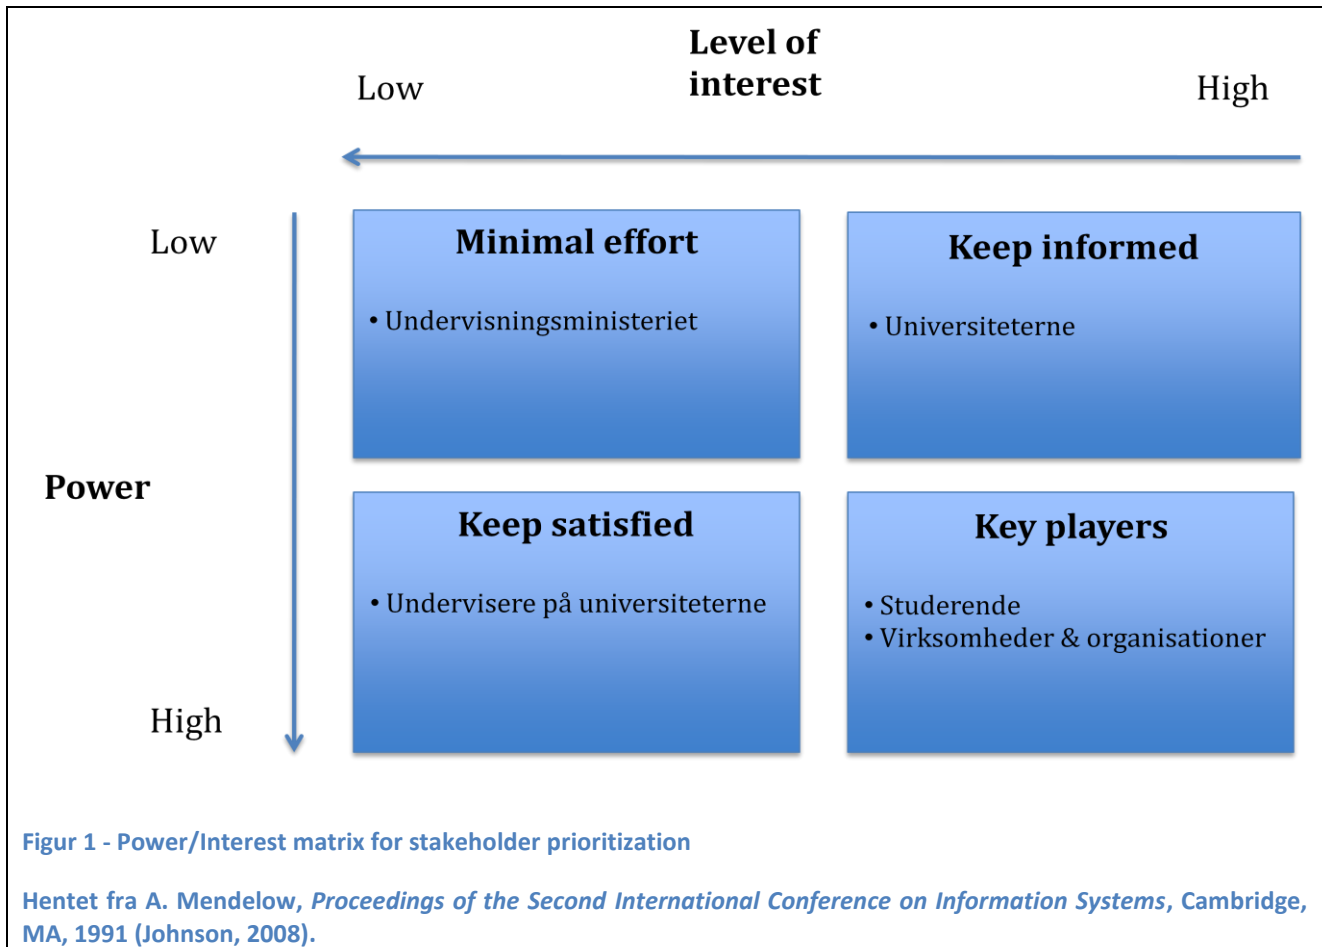 Level of
interest
Low
High
Low
Minimal effort
• Undervisningsministeriet
Keep informed
• Universiteterne
Power
Keep satisfied
• Undervisere på universiteterne
Key players
• Studerende
• Virksomheder & organisationer
High
Figur 1 - Power/Interest matrix for stakeholder prioritization
Hentet fra A. Mendelow, Proceedings of the Second International Conference on Information Systems, Cambridge,
MA, 1991 (Johnson, 2008).